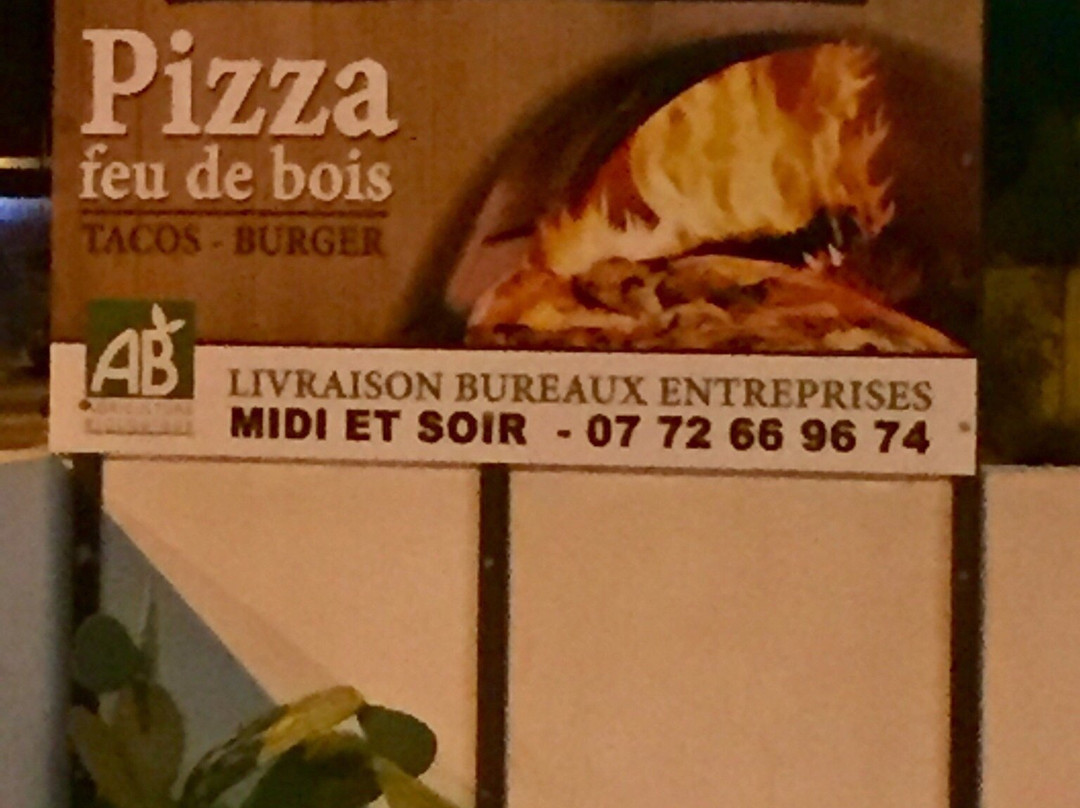 Pizza
feu de bois
TACOS - BURGER
AB
LIVRAISON BUREAUX ENTREPRISES
MIDI ET SOIR - 07 72 66 96 74